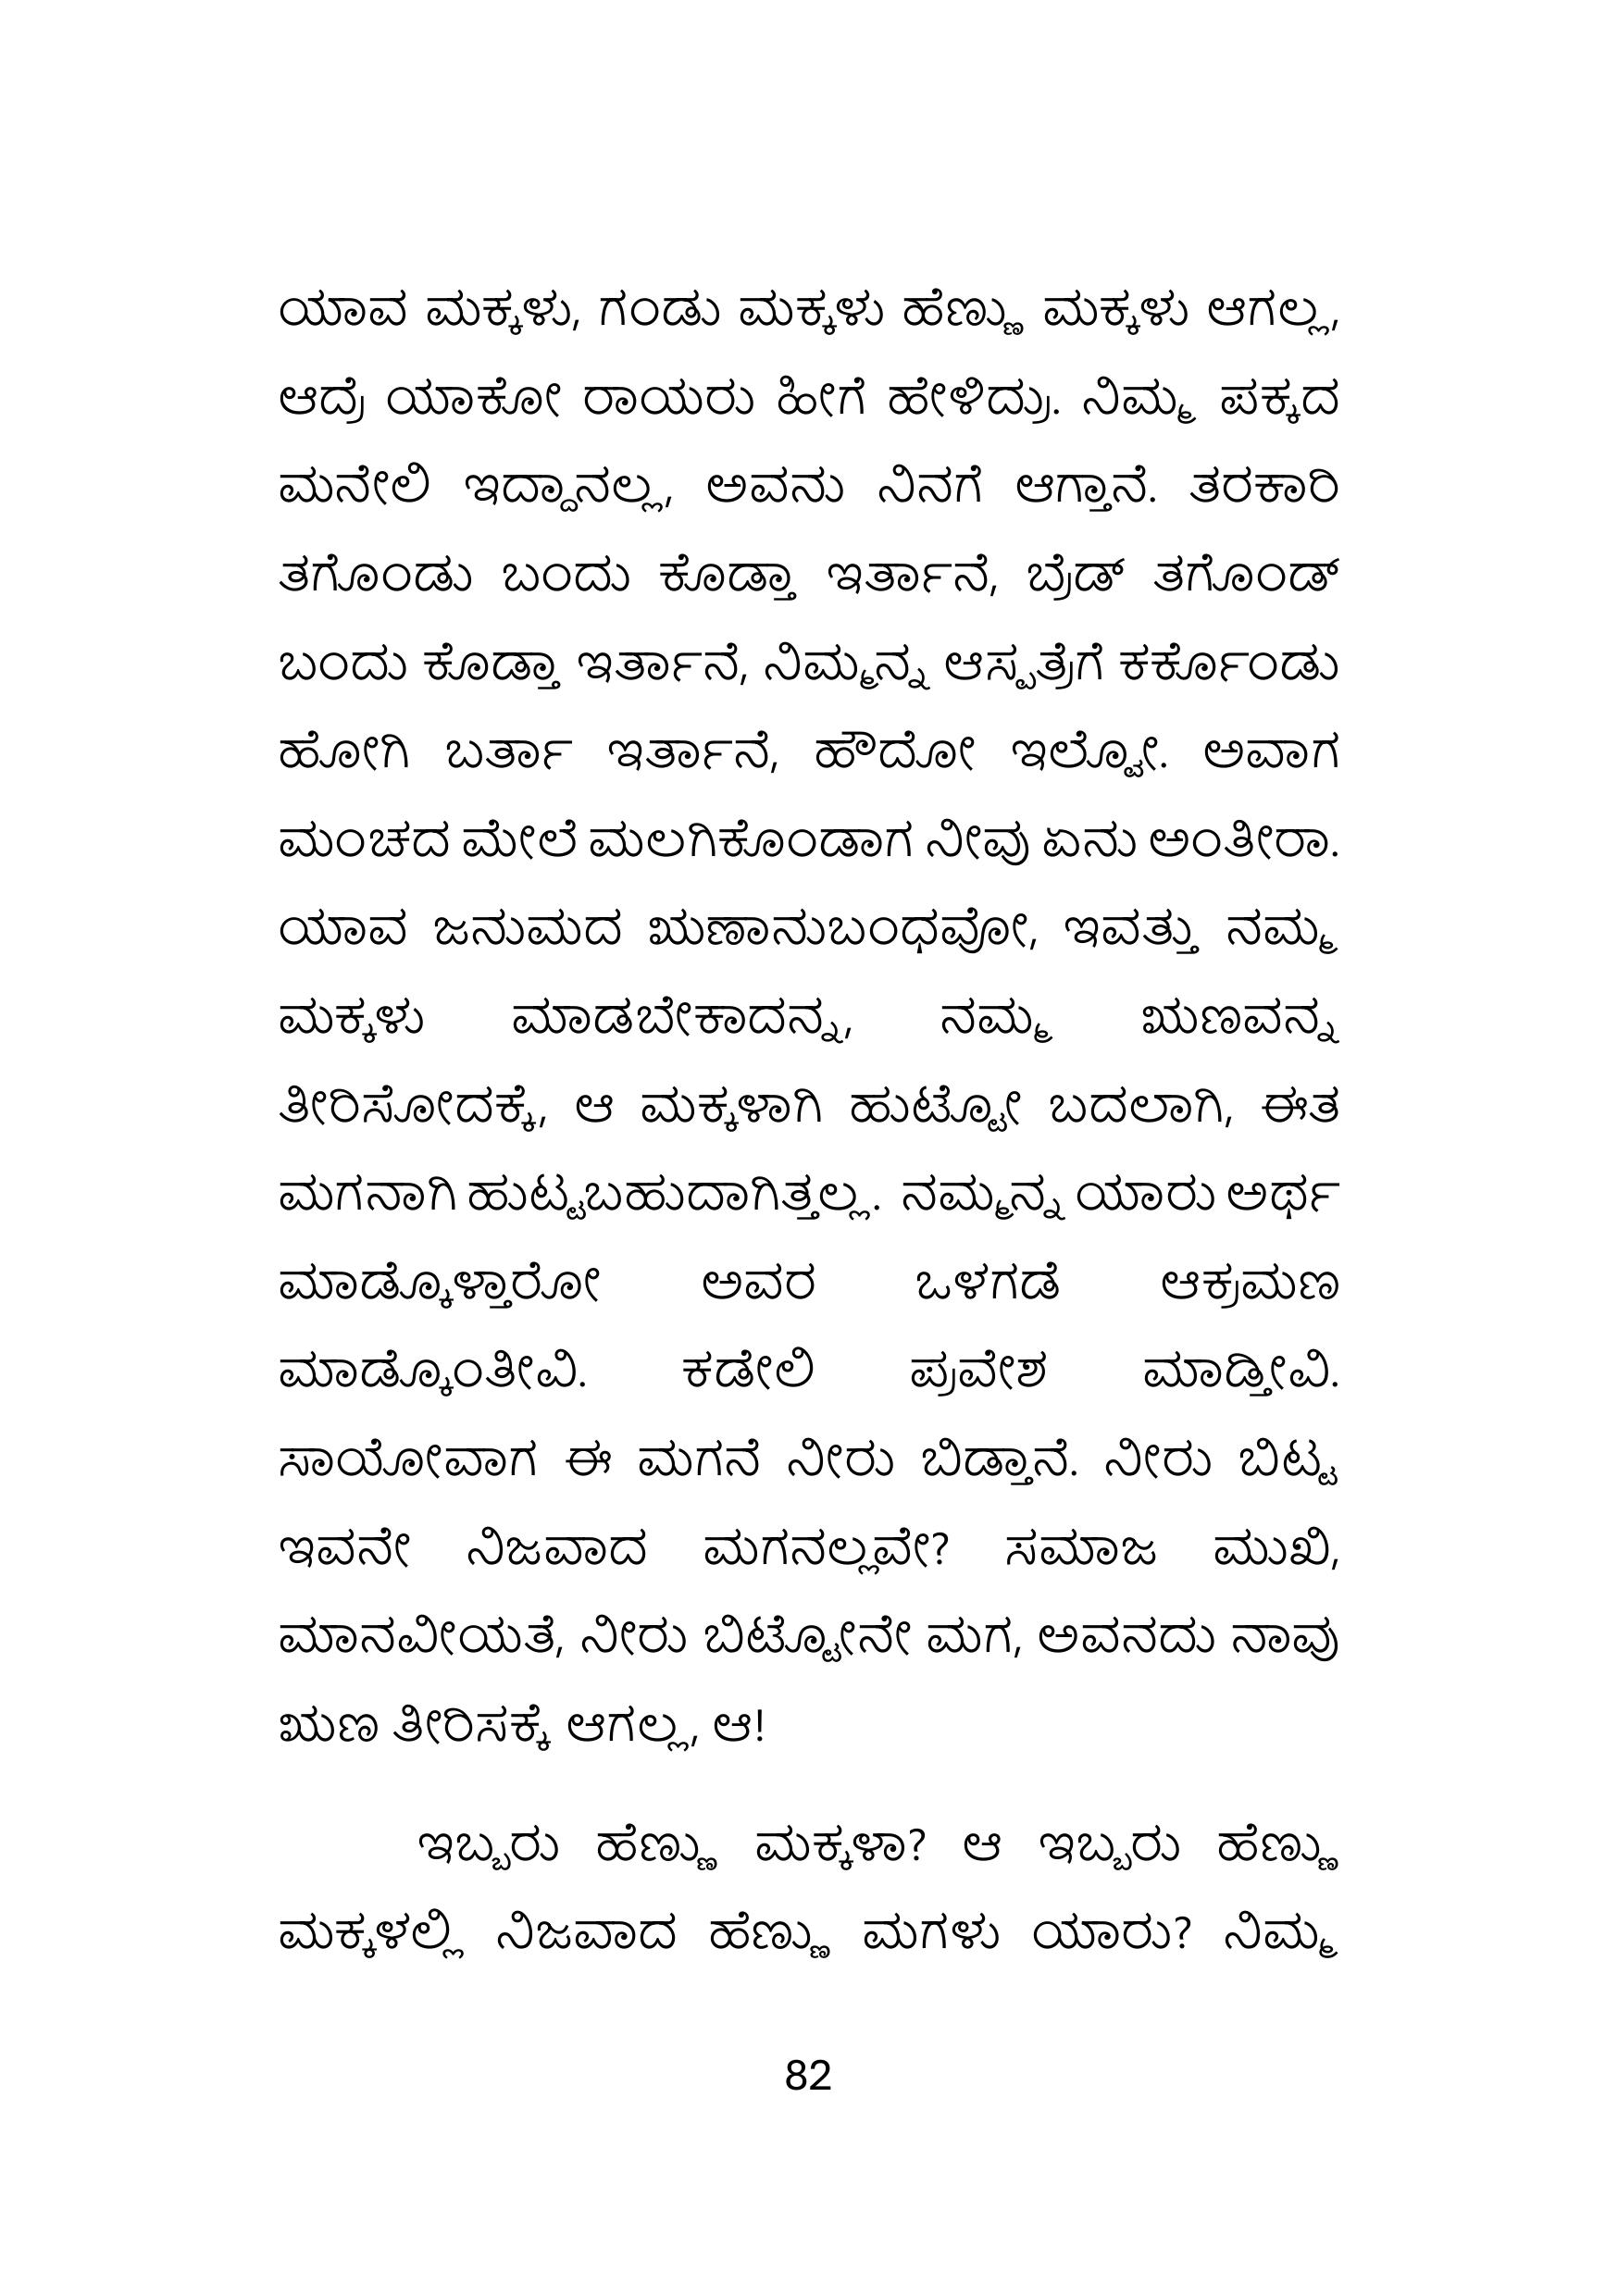 ಯಾವ ಮಕ್ಕಳು, ಗಂಡು ಮಕ್ಕಳು ಹೆಣ್ಣು ಮಕ್ಕಳು ಆಗಲ್ಲ,
ಆದ್ರೆ ಯಾಕೋ ರಾಯರು ಹೀಗೆ ಹೇಳಿದ್ರು. ನಿಮ್ಮ ಪಕ್ಕದ
ಮನೇಲಿ ಇದ್ದಾನಲ್ಲ, ಅವನು ನಿನಗೆ ಆಗ್ತಾನೆ. ತರಕಾರಿ
ತಗೊಂಡು ಬಂದು ಕೊಡ್ತಾ ಇರ್ತಾನೆ, ಬ್ರೆಡ್ ತಗೊಂಡ್
ಬಂದು ಕೊಡ್ತಾ ಇರ್ತಾನೆ, ನಿಮ್ಮನ್ನ ಆಸ್ಪತ್ರೆಗೆ ಕರ್ಕೊಂಡು
ಹೋಗಿ ಬರ್ತಾ ಇರ್ತಾನೆ, ಹೌದೋ ಇಲ್ವೋ. ಅವಾಗ
ಮಂಚದ ಮೇಲೆ ಮಲಗಿಕೊಂಡಾಗ ನೀವು ಏನು ಅಂತೀರಾ.
ಯಾವ ಜನುಮದ ಋಣಾನುಬಂಧವೋ, ಇವತ್ತು ನಮ್ಮ
ಮಕ್ಕಳು ಮಾಡಬೇಕಾದನ್ನ, ನಮ್ಮ ಋಣವನ್ನ
ತೀರಿಸೋದಕ್ಕೆ, ಆ ಮಕ್ಕಳಾಗಿ ಹುಟ್ಟೋ ಬದಲಾಗಿ, ಈತ
ಮಗನಾಗಿ ಹುಟ್ಟಬಹುದಾಗಿತ್ತಲ್ಲ. ನಮ್ಮನ್ನ ಯಾರು ಅರ್ಥ
ಮಾಡ್ಕೊಳ್ತಾರೋ ಅವರ ಒಳಗಡೆ ಆಕ್ರಮಣ
ಮಾಡ್ಕೊಂತೀವಿ. ಕಡೇಲಿ ಪ್ರವೇಶ ಮಾಡ್ತೀವಿ.
ಸಾಯೋವಾಗ ಈ ಮಗನೆ ನೀರು ಬಿಡ್ತಾನೆ. ನೀರು ಬಿಟ್ಟ
ಇವನೇ ನಿಜವಾದ ಮಗನಲ್ಲವೇ? ಸಮಾಜ ಮುಖಿ,
ಮಾನವೀಯತೆ, ನೀರು ಬಿಟ್ಟೋನೇ ಮಗ, ಅವನದು ನಾವು
ಋಣ ತೀರಿಸಕ್ಕೆ ಆಗಲ್ಲ, ಆ!
ಇಬ್ಬರು ಹೆಣ್ಣು ಮಕ್ಕಳಾ? ಆ ಇಬ್ಬರು ಹೆಣ್ಣು
ಮಕ್ಕಳಲ್ಲಿ ನಿಜವಾದ ಹೆಣ್ಣು ಮಗಳು ಯಾರು? ನಿಮ್ಮ
82